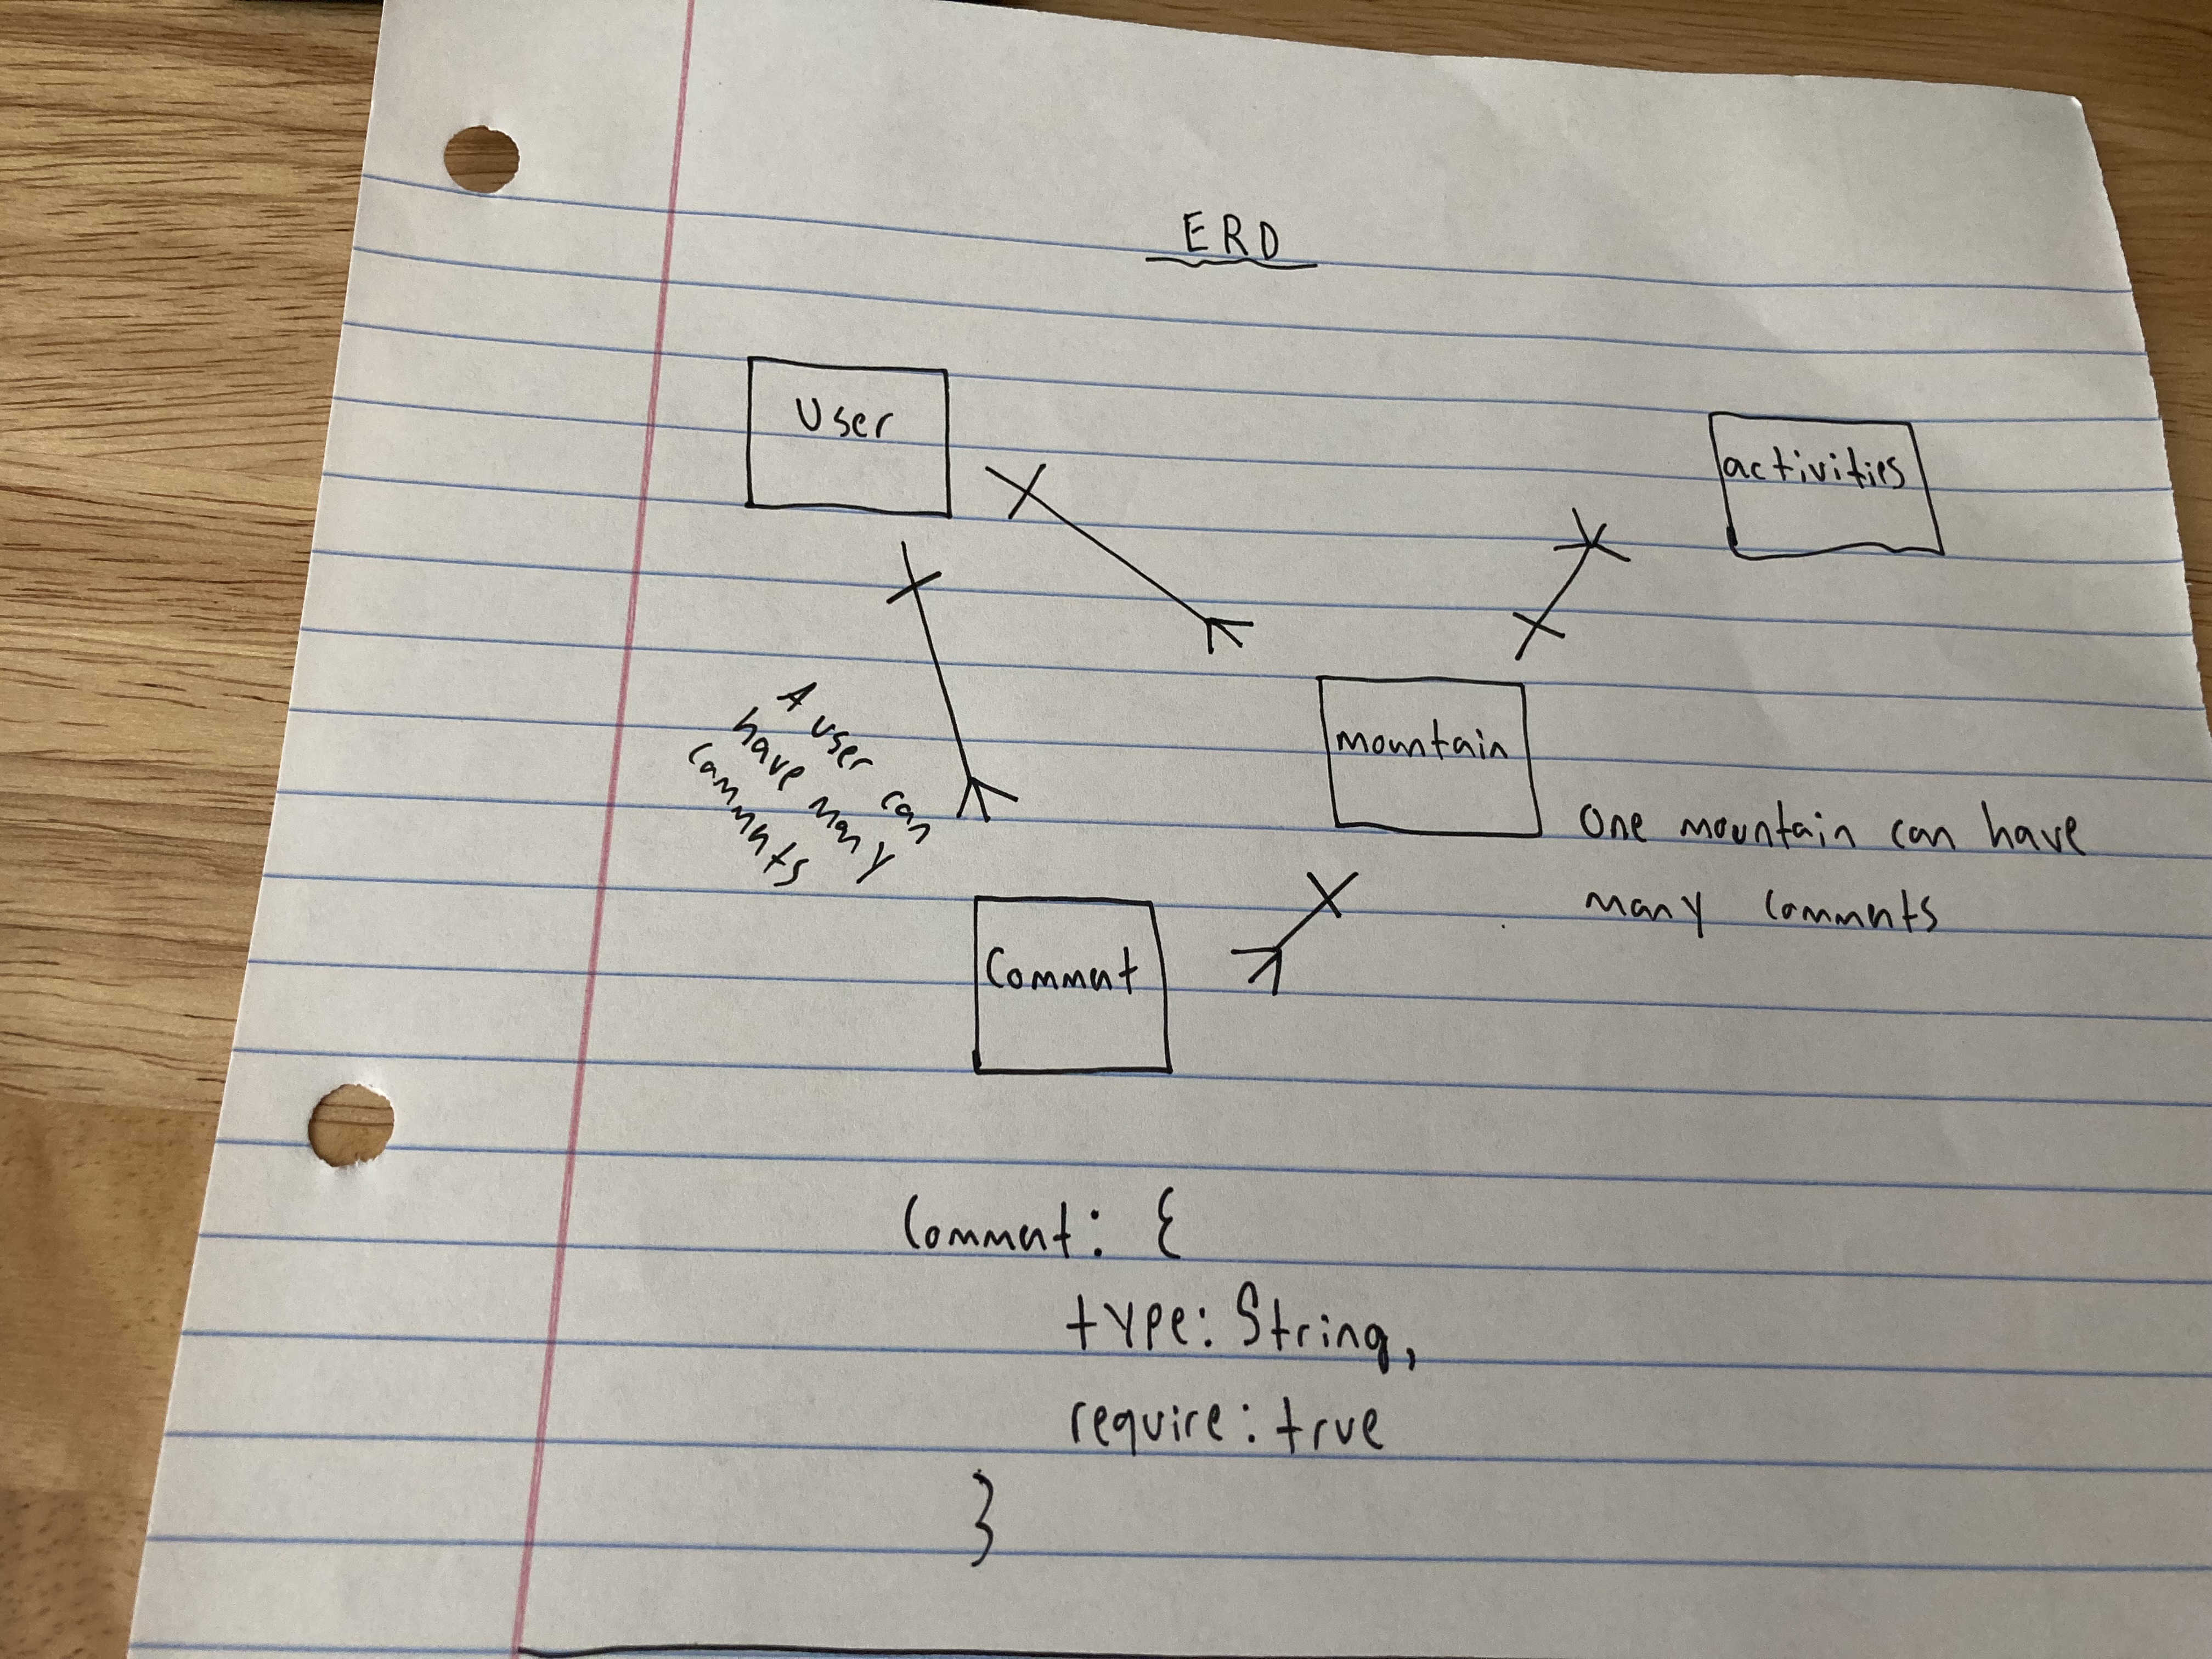 ERD
User
activities
mountain
A user can
have many
comments
Comment
One mountain can have
many comments
Comment: {
type: String,
require: true
}